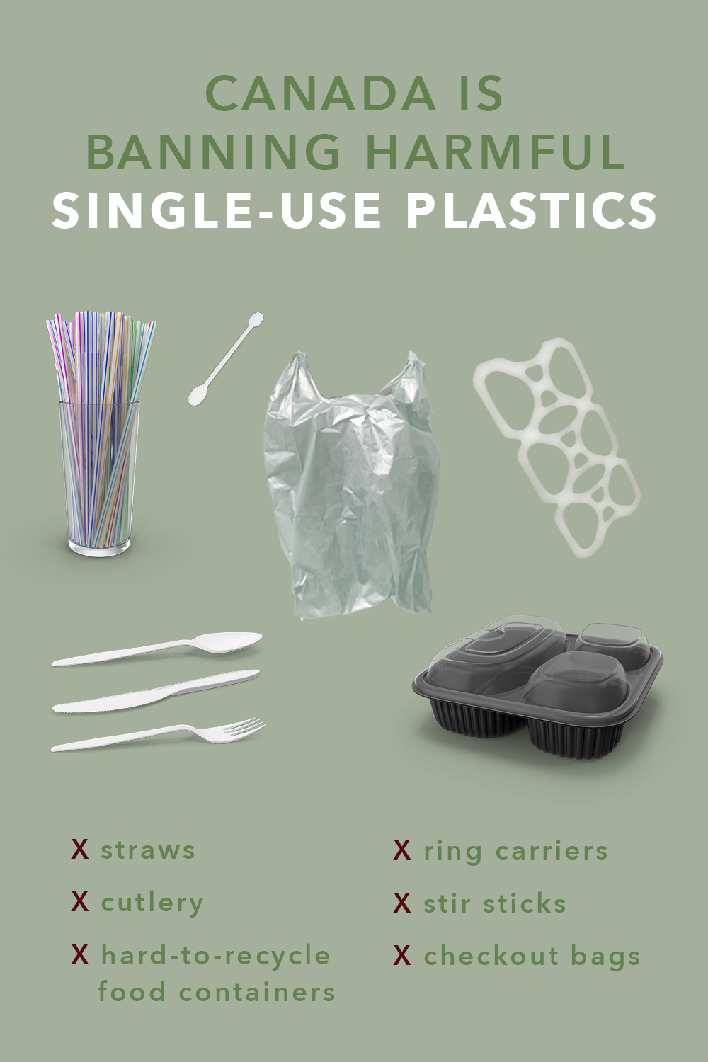 CANADA IS
BANNING HARMFUL
SINGLE-USE PLASTICS
X straws
X cutlery
X hard-to-recycle
food containers
X ring carriers
X stir sticks
X checkout bags